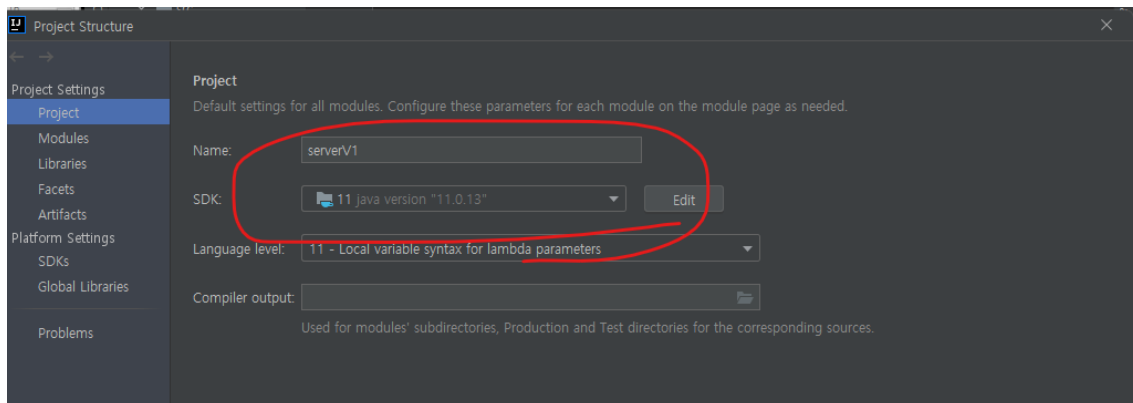 Project Structure
Project Settings
Project
Modules
Libraries
Facets
Artifacts
Platform Settings
SDKs
Global Libraries
Problems
Project
Default settings for all modules. Configure these parameters for each module on the module page as needed.
Name: serverV1
SDK: 11 java version "11.0.13" Edit
Language level: 11 - Local variable syntax for lambda parameters
Compiler output:
Used for modules' subdirectories, Production and Test directories for the corresponding sources.